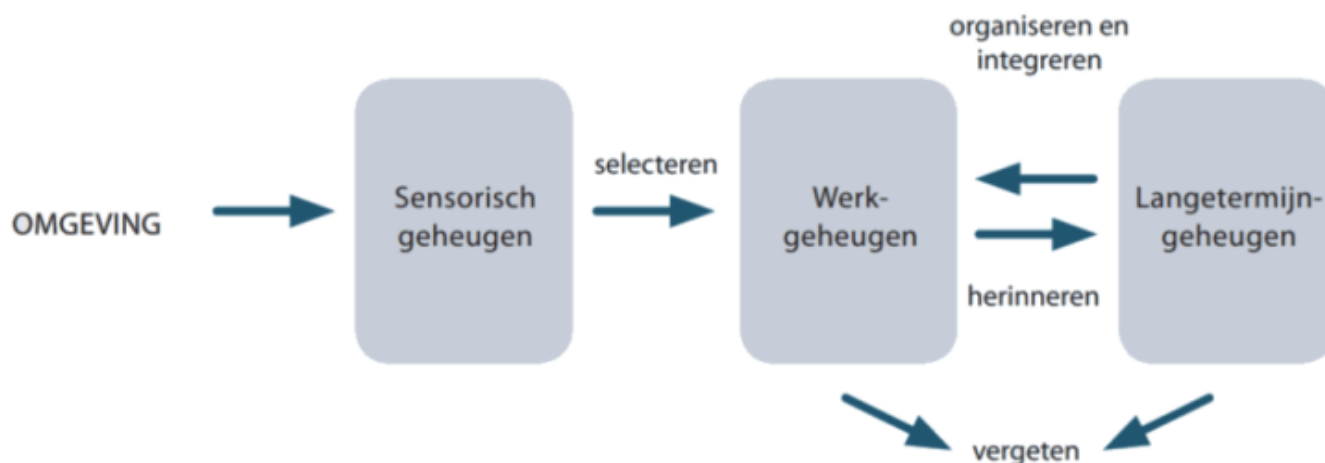 OMGEVING
Sensorisch
geheugen
selecteren
Werk-
geheugen
organiseren en
integreren
herinneren
Langetermijn-
geheugen
vergeten